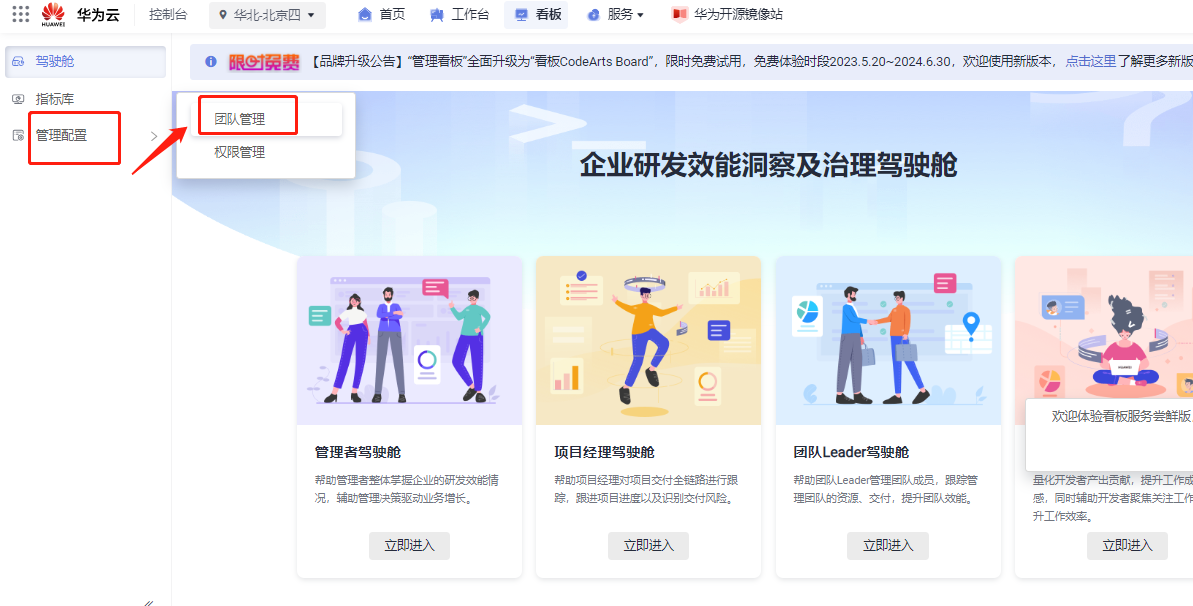 HUAWEI 华为云 控制台 华北-北京四 首页 工作台 看板 服务 华为开源镜像站
驾驶舱
指标库
管理配置
限时免费 【品牌升级公告】“管理看板”全面升级为“看板CodeArts Board”，限时免费试用，免费体验时段2023.5.20~2024.6.30，欢迎使用新版本， 点击这里 了解更多新版
团队管理
权限管理
企业研发效能洞察及治理驾驶舱
管理者驾驶舱
帮助管理者整体掌握企业的研发效能情
况，辅助管理决策驱动业务增长。
立即进入
项目经理驾驶舱
帮助项目经理对项目交付全链路进行跟
踪，跟进项目进度以及识别交付风险。
立即进入
团队Leader驾驶舱
帮助团队Leader管理团队成员，跟踪管
理团队的资源、交付，提升团队效能。
立即进入
欢迎体验看板服务尝鲜版
量化开发者产出贡献，提升工作成
感，同时辅助开发者聚焦关注工作
升工作效率。
立即进入